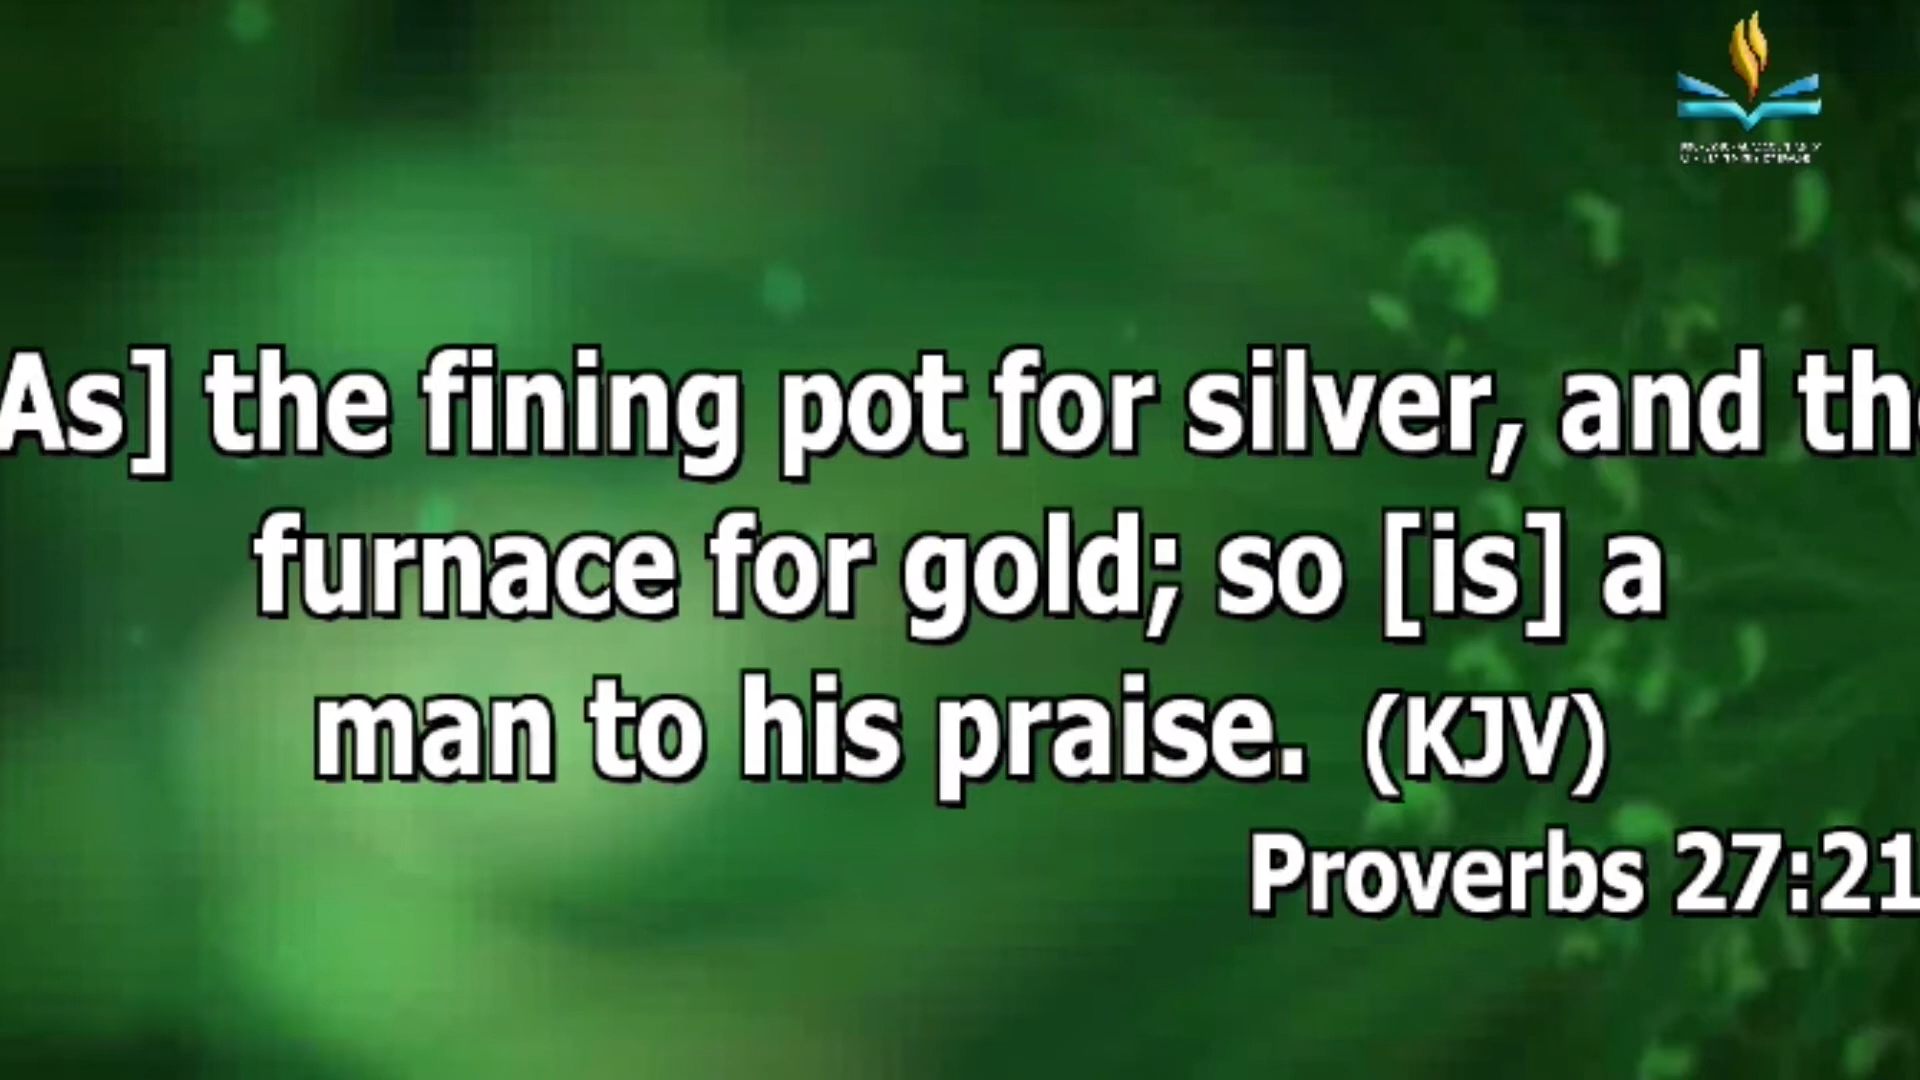 As] the fining pot for silver, and the
furnace for gold; so [is] a
man to his praise. (KJV)
Proverbs 27:21